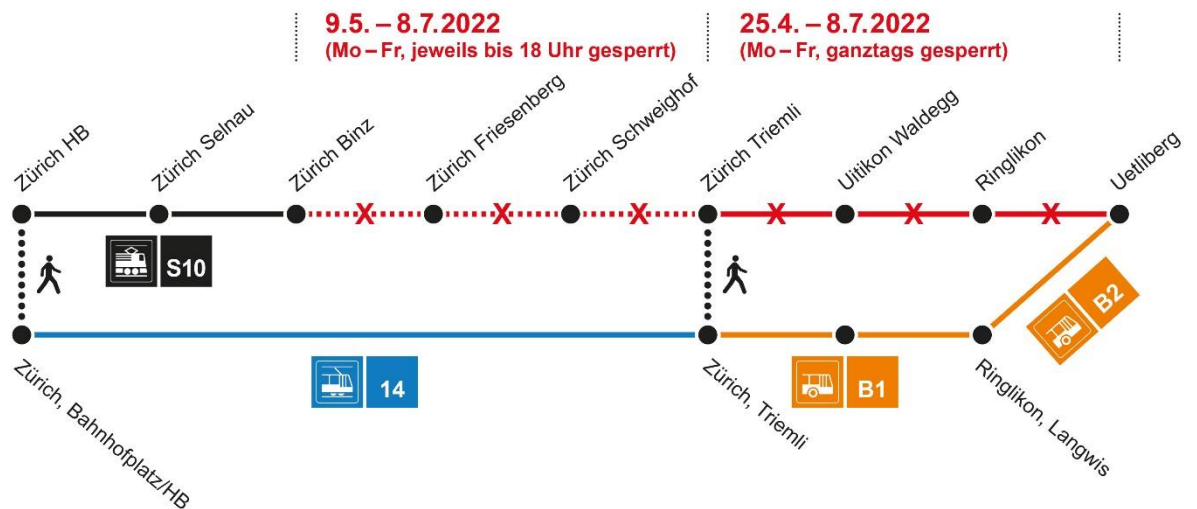 9.5. – 8.7.2022
(Mo – Fr, jeweils bis 18 Uhr gesperrt)
25.4. – 8.7.2022
(Mo – Fr, ganztags gesperrt)
Zürich HB
Zürich Selnau
Zürich Binz
Zürich Friesenberg
Zürich Schweighof
Zürich Triemli
Uitikon Waldegg
Ringlikon
Uetliberg
X
X
X
X
X
X
S10
B2
14
B1
Zürich, Bahnhofplatz/HB
Zürich, Triemli
Ringlikon, Langwis